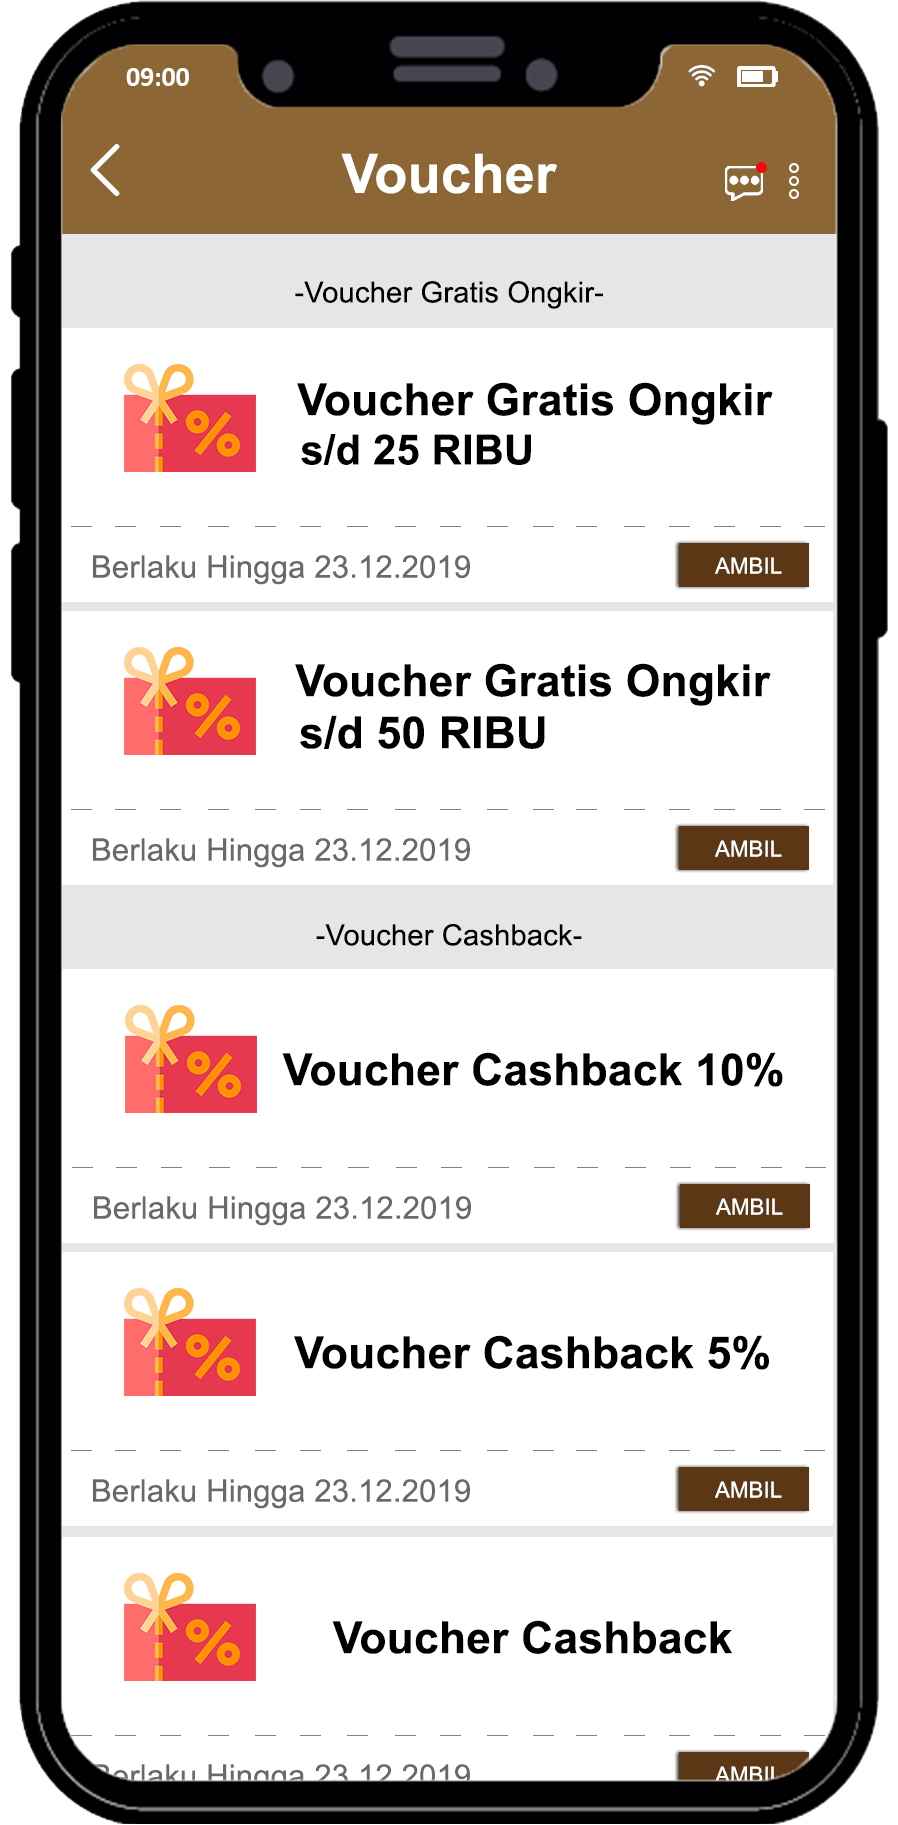 09:00
Voucher
-Voucher Gratis Ongkir-
Voucher Gratis Ongkir
s/d 25 RIBU
Berlaku Hingga 23.12.2019
AMBIL
Voucher Gratis Ongkir
s/d 50 RIBU
Berlaku Hingga 23.12.2019
AMBIL
-Voucher Cashback-
Voucher Cashback 10%
Berlaku Hingga 23.12.2019
AMBIL
Voucher Cashback 5%
Berlaku Hingga 23.12.2019
AMBIL
Voucher Cashback
Berlaku Hingga 23.12.2019
AMBIL